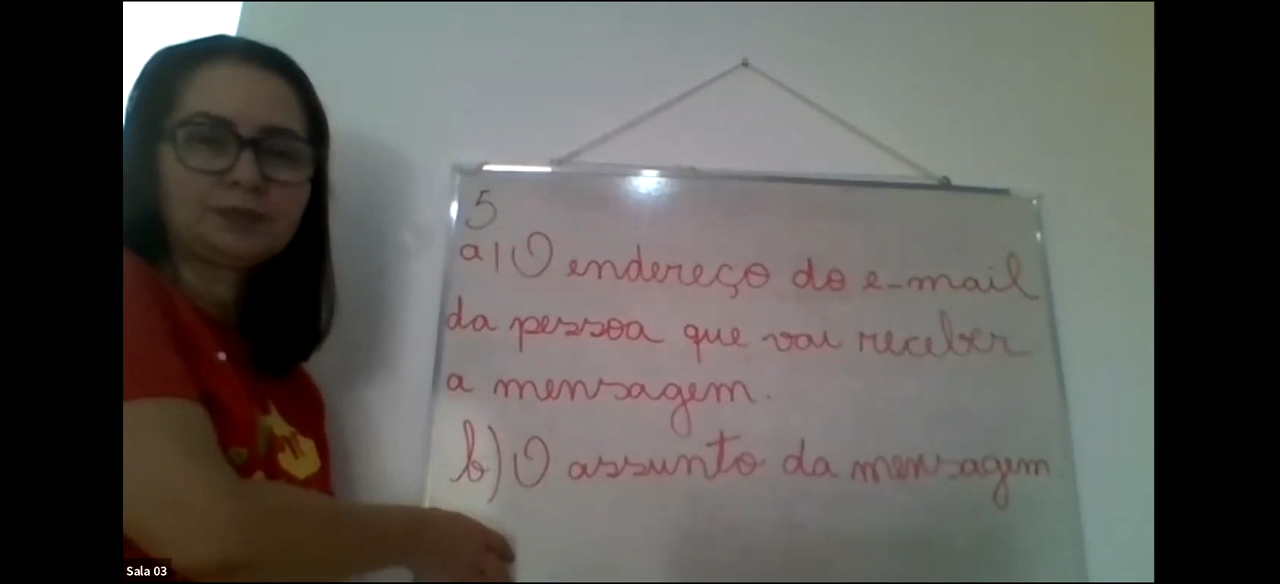 5
a) O endereço do e-mail
da pessoa que vai receber
a mensagem.
b) O assunto da mensagem
Sala 03